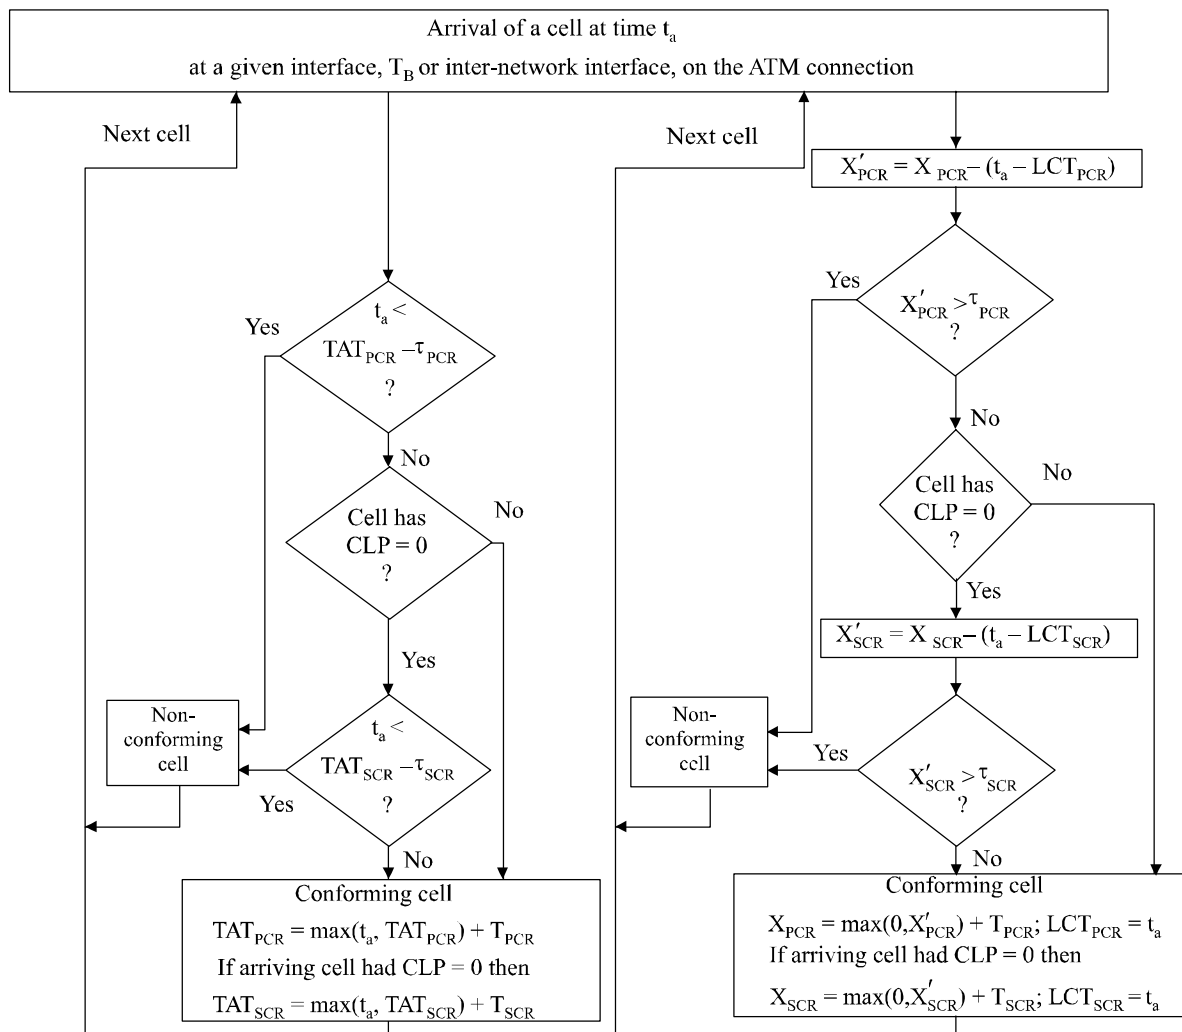 Arrival of a cell at time tₐ
at a given interface, T_B or inter-network interface, on the ATM connection
Next cell
tₐ <
TAT_PCR – τ_PCR
?
Yes
No
Cell has
CLP = 0
?
No
Yes
Non-
conforming
cell
tₐ <
TAT_SCR – τ_SCR
?
Yes
No
Conforming cell
TAT_PCR = max(tₐ, TAT_PCR) + T_PCR
If arriving cell had CLP = 0 then
TAT_SCR = max(tₐ, TAT_SCR) + T_SCR
Next cell
X′_PCR = X_PCR – (tₐ – LCT_PCR)
Yes
X′_PCR > τ_PCR
?
No
Cell has
CLP = 0
?
No
Yes
X′_SCR = X_SCR – (tₐ – LCT_SCR)
Non-
conforming
cell
Yes
X′_SCR > τ_SCR
?
No
Conforming cell
X_PCR = max(0,X′_PCR) + T_PCR; LCT_PCR = tₐ
If arriving cell had CLP = 0 then
X_SCR = max(0,X′_SCR) + T_SCR; LCT_SCR = tₐ